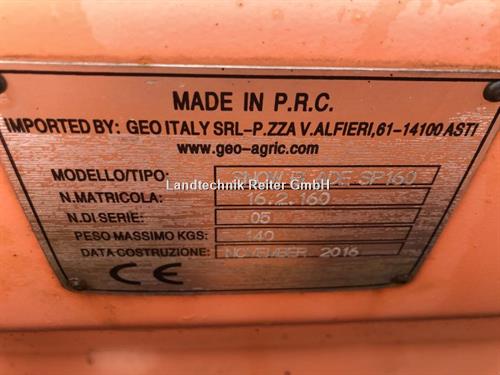 MADE IN P.R.C.
IMPORTED BY: GEO ITALY SRL-P.ZZA V.ALFIERI,61-14100 ASTI
www.geo-agric.com
MODELLO/TIPO: SNOW BLADE SP160
Landtechnik Reiter GmbH
N.MATRICOLA: 16.2.160
N.DI SERIE: 05
PESO MASSIMO KGS: 140
DATA COSTRUZIONE: NOVEMBER 2016
CE